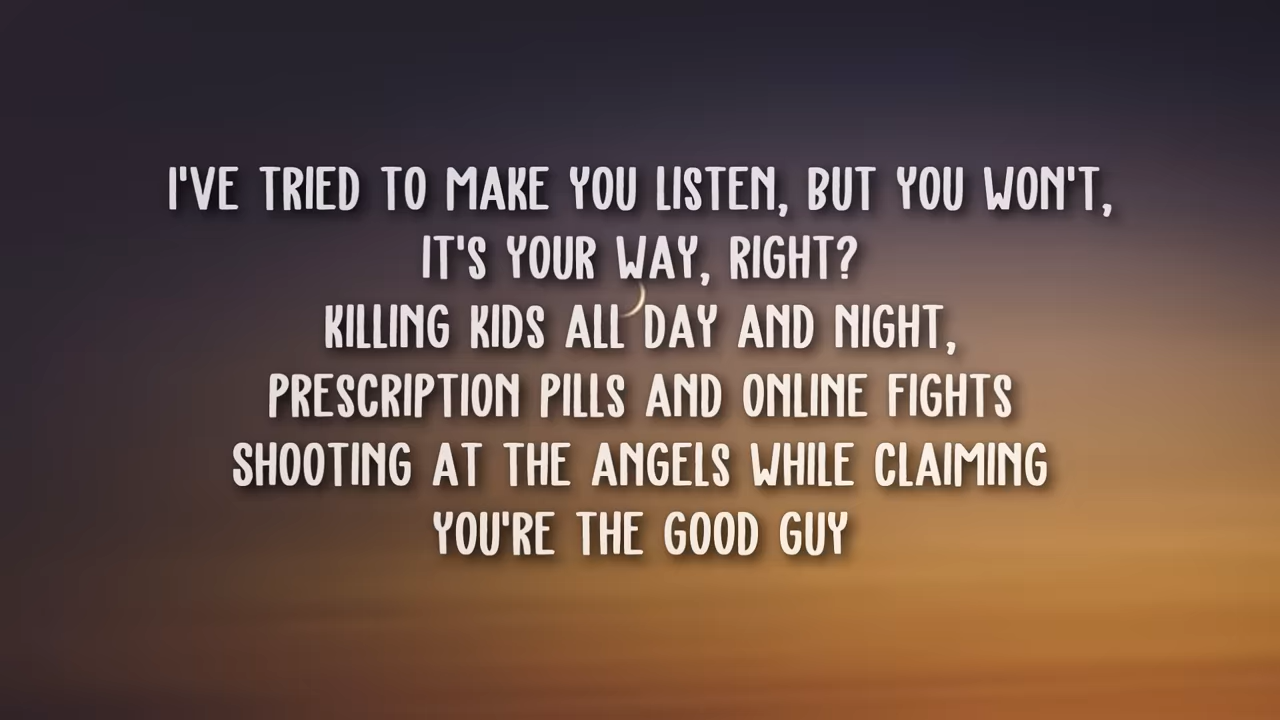 I'VE TRIED TO MAKE YOU LISTEN, BUT YOU WON'T,
IT'S YOUR WAY, RIGHT?
KILLING KIDS ALL DAY AND NIGHT,
PRESCRIPTION PILLS AND ONLINE FIGHTS
SHOOTING AT THE ANGELS WHILE CLAIMING
YOU'RE THE GOOD GUY